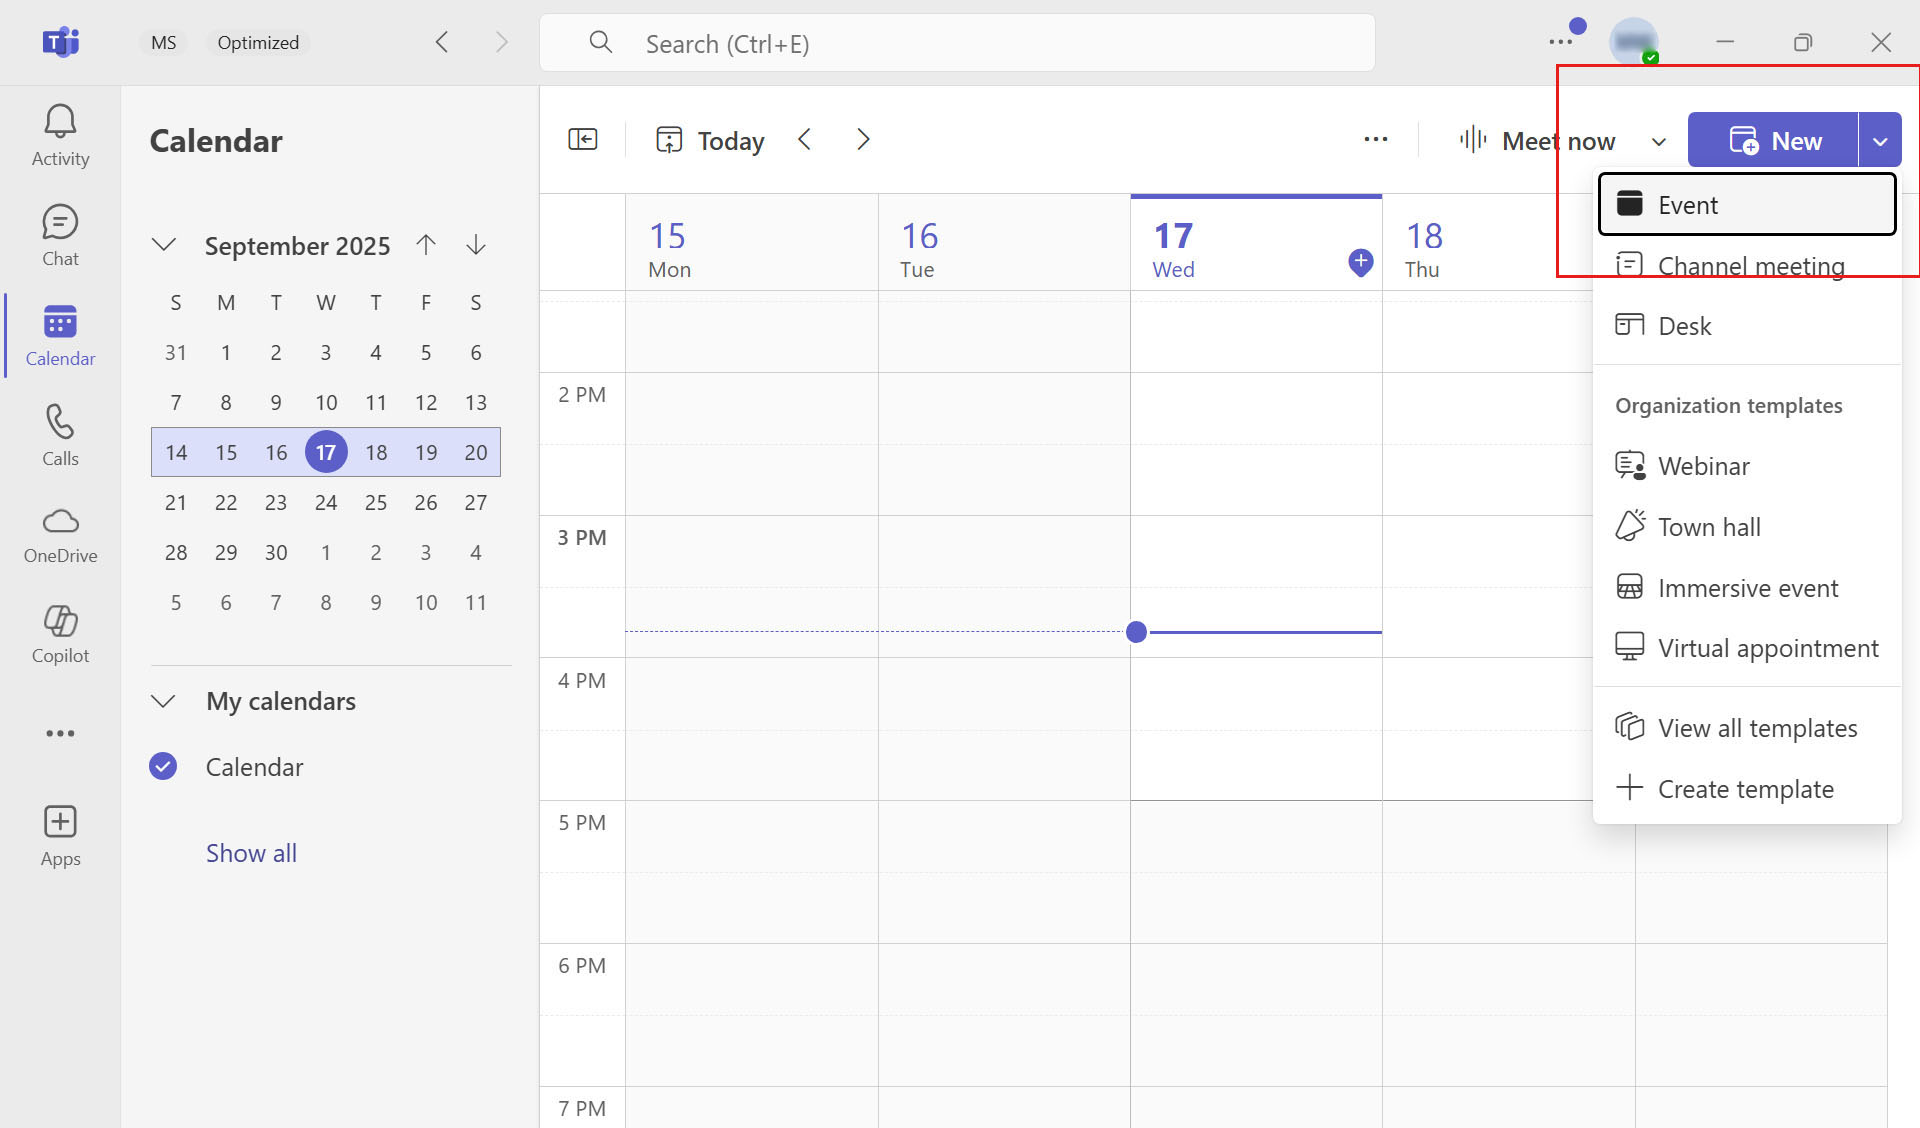 T
MS
Optimized
Search (Ctrl+E)
Activity
Chat
Calendar
Calls
OneDrive
Copilot
Apps
Calendar
September 2025
S M T W T F S
31 1 2 3 4 5 6
7 8 9 10 11 12 13
14 15 16 17 18 19 20
21 22 23 24 25 26 27
28 29 30 1 2 3 4
5 6 7 8 9 10 11
My calendars
Calendar
Show all
Today
Meet now
New
15
Mon
16
Tue
17
Wed
18
Thu
2 PM
3 PM
4 PM
5 PM
6 PM
7 PM
Event
Channel meeting
Desk
Organization templates
Webinar
Town hall
Immersive event
Virtual appointment
View all templates
Create template